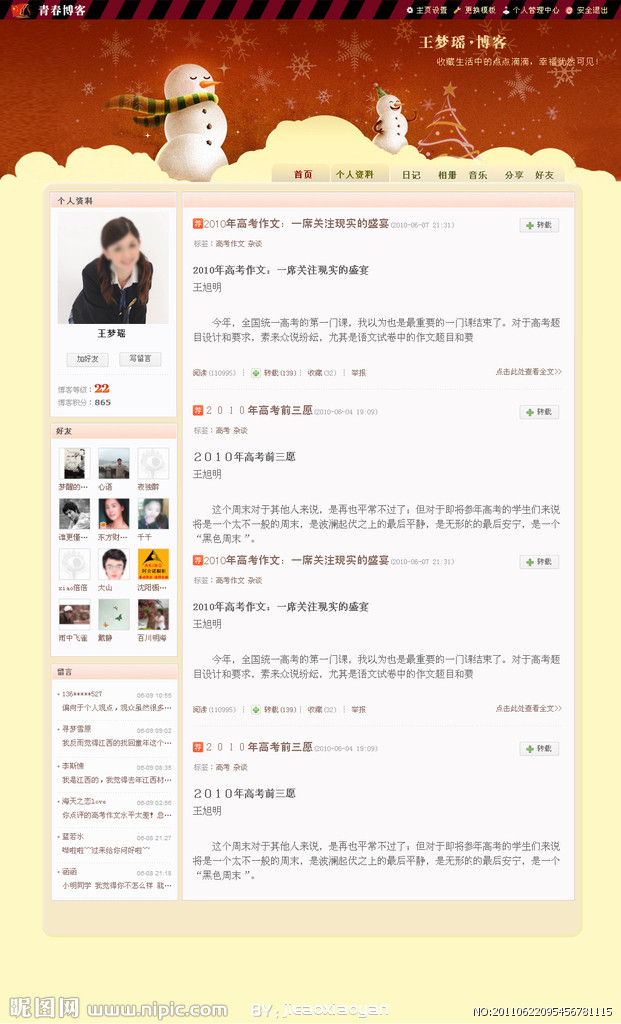 青春博客
主页设置 更换模板 个人管理中心 安全退出
王梦瑶·博客
收藏生活中的点点滴滴，幸福犹然可见！
首页 个人资料 日记 相册 音乐 分享 好友
个人资料
王梦瑶
加好友 写留言
博客等级：22
博客积分：865
好友
梦醒的… 心语 夜独醉
谁更懂… 东方财… 千千
xiao倍倍 大山 沈阳橱…
雨中飞雀 戴静 百川明海
留言
136*****527 06-09 10:55
偏向于个人观点，观众虽然很多…
寻梦雪原 06-09 09:02
我反而觉得江西的找回童年这个…
李斯情 06-09 08:35
我是江西的，我觉得去年江西材…
海天之恋love 06-09 02:56
你点评的高考作文水平太差！总…
蓝若水 06-08 21:27
哗啦啦~~过来给你问好啦~~
涵涵 06-08 21:18
小明同学 我觉得你不怎么样 就…
荐 2010年高考作文：一席关注现实的盛宴 (2010-06-07 21:31) 转载
标签：高考作文 杂谈
2010年高考作文：一席关注现实的盛宴
王旭明
今年，全国统一高考的第一门课，我以为也是最重要的一门课结束了。对于高考题
目设计和要求，素来众说纷纭，尤其是语文试卷中的作文题目和要
阅读(110995) | 转载(139) | 收藏(32) | 举报 点击此处查看全文>>
荐 ２０１０年高考前三愿 (2010-06-04 19:09) 转载
标签：高考 杂谈
２０１０年高考前三愿
王旭明
这个周末对于其他人来说，是再也平常不过了；但对于即将参年高考的学生们来说
将是一个太不一般的周末，是波澜起伏之上的最后平静，是无形的的最后安宁，是一个
“黑色周末”。
荐 2010年高考作文：一席关注现实的盛宴 (2010-06-07 21:31) 转载
标签：高考作文 杂谈
2010年高考作文：一席关注现实的盛宴
王旭明
今年，全国统一高考的第一门课，我以为也是最重要的一门课结束了。对于高考题
目设计和要求，素来众说纷纭，尤其是语文试卷中的作文题目和要
阅读(110995) | 转载(139) | 收藏(32) | 举报 点击此处查看全文>>
荐 ２０１０年高考前三愿 (2010-06-04 19:09) 转载
标签：高考 杂谈
２０１０年高考前三愿
王旭明
这个周末对于其他人来说，是再也平常不过了；但对于即将参年高考的学生们来说
将是一个太不一般的周末，是波澜起伏之上的最后平静，是无形的的最后安宁，是一个
“黑色周末”。
昵图网 www.nipic.com BY:jicaoxiaoyan NO:20110622095456781115